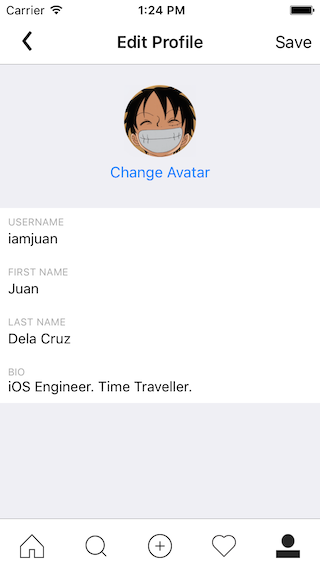 Carrier 1:24 PM
Edit Profile Save
Change Avatar
USERNAME
iamjuan
FIRST NAME
Juan
LAST NAME
Dela Cruz
BIO
iOS Engineer. Time Traveller.